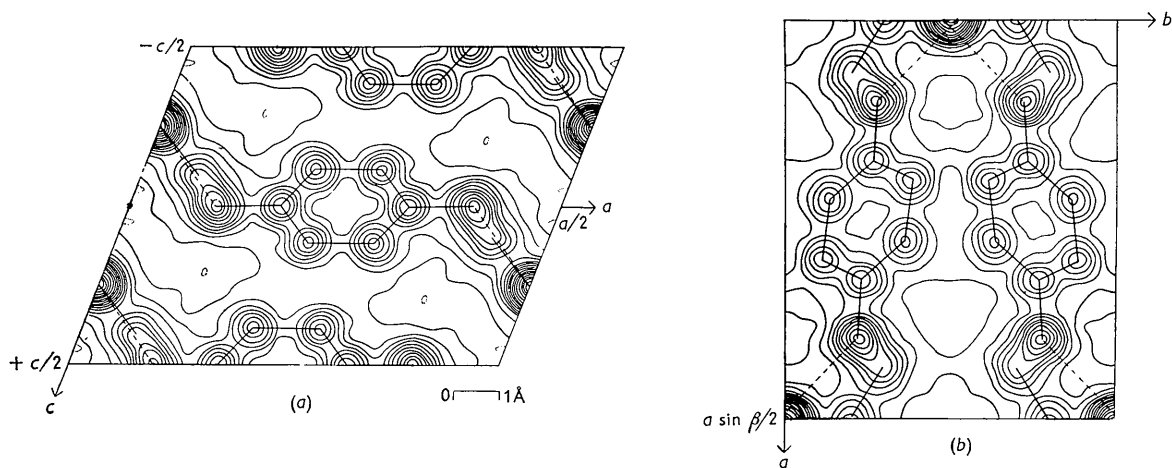 − c/2
a
a/2
+ c/2
c
0 1Å
(a)
b
a sin β/2
a
(b)